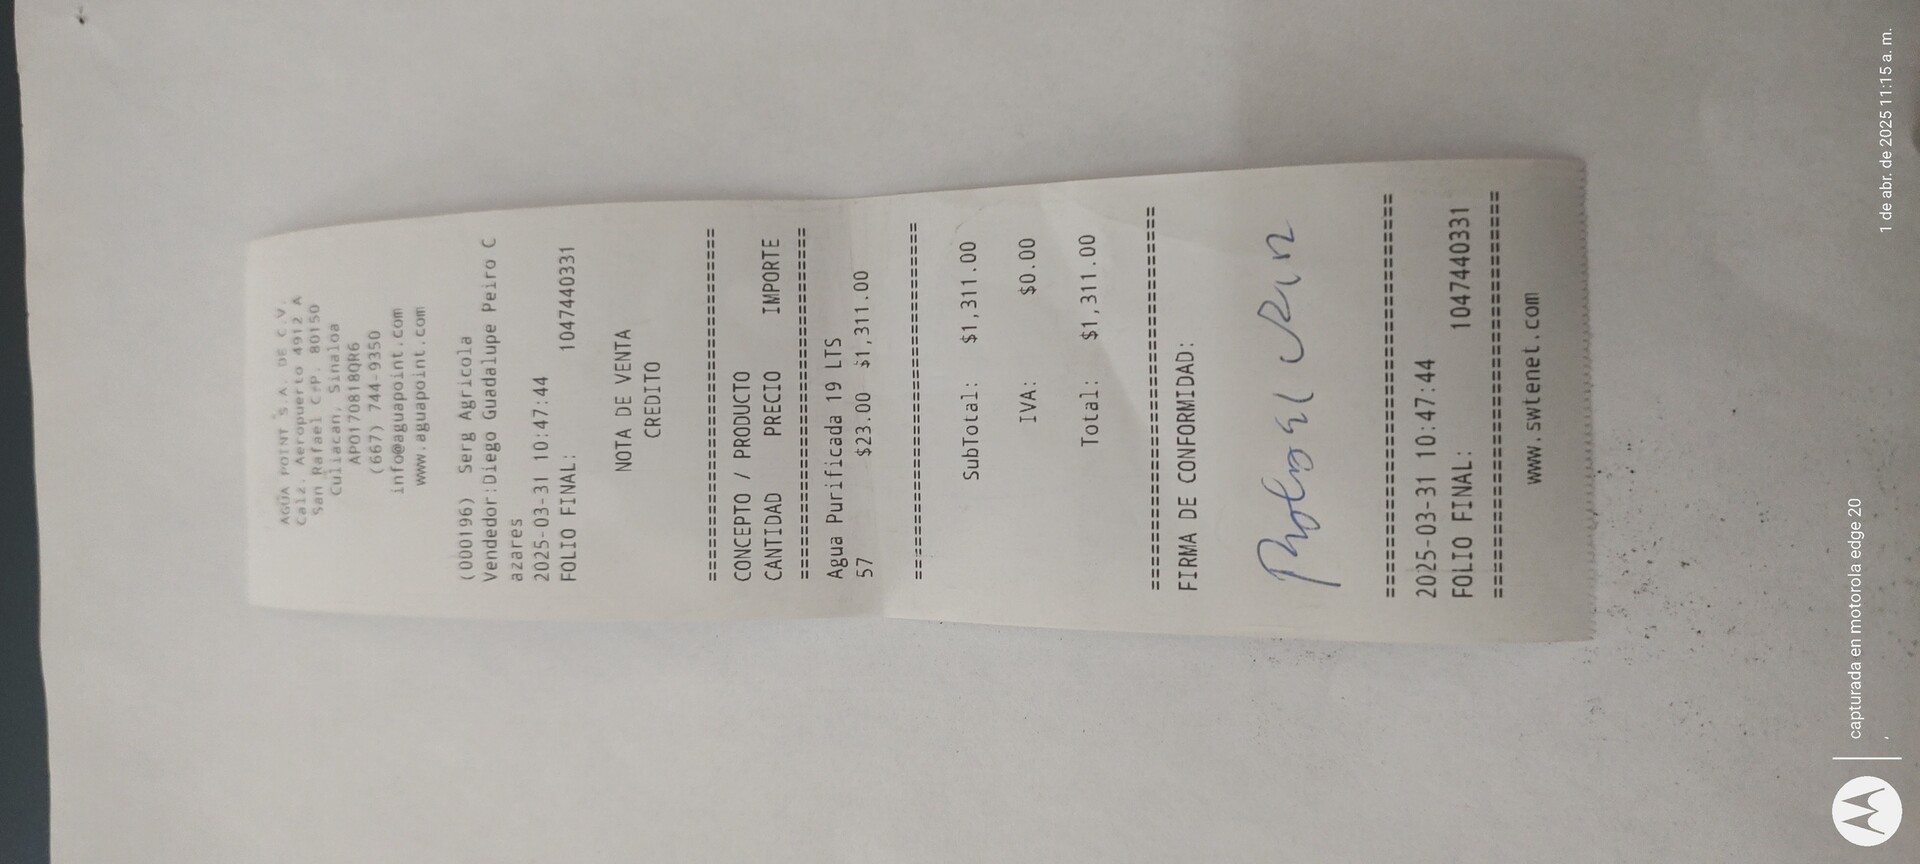 AGUA POINT S.A. DE C.V.
Calz. Aeropuerto 4912 A
San Rafael C.P. 80150
Culiacan, Sinaloa
APO170818QR6
(667) 744-9350
info@aguapoint.com
www.aguapoint.com
(000196) Serg Agricola
Vendedor:Diego Guadalupe Peiro C
azares
2025-03-31 10:47:44
FOLIO FINAL: 1047440331
NOTA DE VENTA
CREDITO
================================
CONCEPTO / PRODUCTO
CANTIDAD PRECIO IMPORTE
================================
Agua Purificada 19 LTS
57 $23.00 $1,311.00
================================
SubTotal: $1,311.00
IVA: $0.00
Total: $1,311.00
================================
FIRMA DE CONFORMIDAD:
================================
2025-03-31 10:47:44
FOLIO FINAL: 1047440331
================================
www.swtenet.com
capturada en motorola edge 20
1 de abr. de 2025 11:15 a. m.